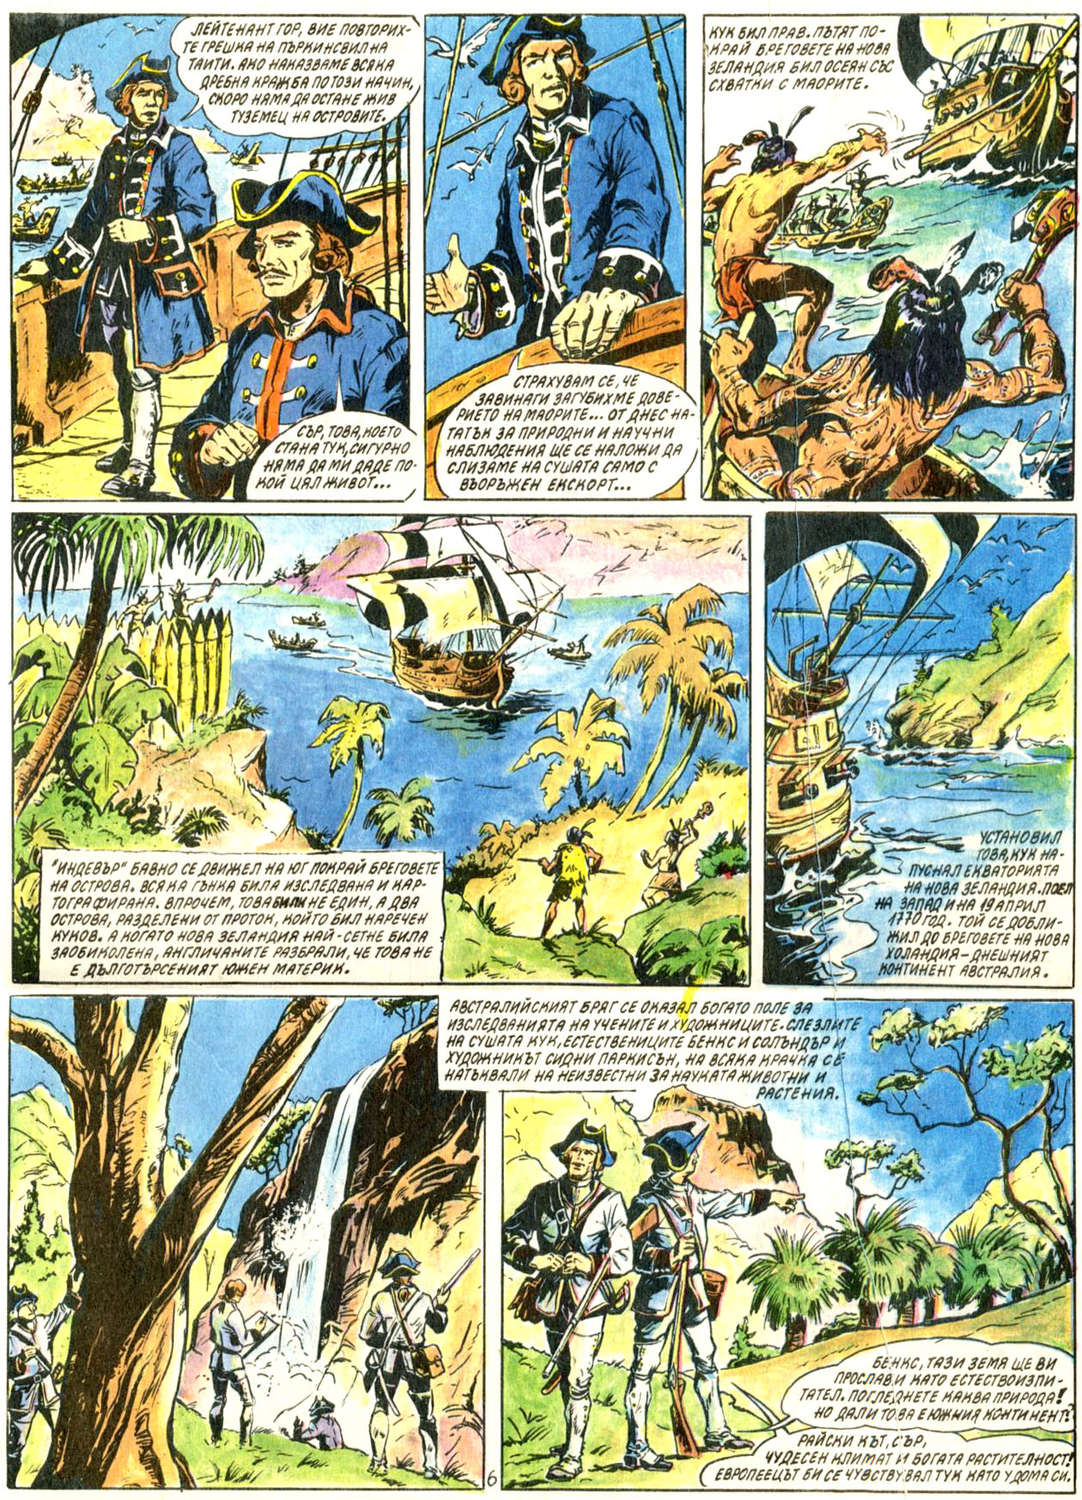 ЛЕЙТЕНАНТ ГОР, ВИЕ ПОВТОРИХ-
ТЕ ГРЕШКА НА ПЪРКИНСВИЛ НА
ТАИТИ. АКО НАКАЗВАМЕ ВСЯКА
ДРЕБНА КРАЖБА ПО ТОЗИ НАЧИН,
СКОРО НЯМА ДА ОСТАНЕ ЖИВ
ТУЗЕМЕЦ НА ОСТРОВИТЕ.
СЪР, ТОВА, КОЕТО
СТАНА ТУК, СИГУРНО
НЯМА ДА МИ ДАДЕ ПО-
КОЙ ЦЯЛ ЖИВОТ...
СТРАХУВАМ СЕ, ЧЕ
ЗАВИНАГИ ЗАГУБИХМЕ ДОВЕ-
РИЕТО НА МАОРИТЕ... ОТ ДНЕС НА-
ТАТЪК ЗА ПРИРОДНИ И НАУЧНИ
НАБЛЮДЕНИЯ ЩЕ СЕ НАЛОЖИ ДА
СЛИЗАМЕ НА СУШАТА САМО С
ВЪОРЪЖЕН ЕКСКОРТ...
КУК БИЛ ПРАВ. ПЪТЯТ ПО-
КРАЙ БРЕГОВЕТЕ НА НОВА
ЗЕЛАНДИЯ БИЛ ОСЕЯН СЪС
СХВАТКИ С МАОРИТЕ.
"ИНДЕВЪР" БАВНО СЕ ДВИЖЕЛ НА ЮГ ПОКРАЙ БРЕГОВЕТЕ
НА ОСТРОВА. ВСЯКА ГЪНКА БИЛА ИЗСЛЕДВАНА И КАР-
ТОГРАФИРАНА. ВПРОЧЕМ, ТОВА БИЛИ НЕ ЕДИН, А ДВА
ОСТРОВА, РАЗДЕЛЕНИ ОТ ПРОТОК, КОЙТО БИЛ НАРЕЧЕН
КУКОВ. А КОГАТО НОВА ЗЕЛАНДИЯ НАЙ-СЕТНЕ БИЛА
ЗАОБИКОЛЕНА, АНГЛИЧАНИТЕ РАЗБРАЛИ, ЧЕ ТОВА НЕ
Е ДЪЛГОТЪРСЕНИЯТ ЮЖЕН МАТЕРИК.
УСТАНОВИЛ
ТОВА, КУК НА-
ПУСНАЛ ЕКВАТОРИЯТА
НА НОВА ЗЕЛАНДИЯ. ПОЕЛ
НА ЗАПАД И НА 19 АПРИЛ
1770 ГОД. ТОЙ СЕ ДОБЛИ-
ЖИЛ ДО БРЕГОВЕТЕ НА НОВА
ХОЛАНДИЯ – ДНЕШНИЯТ
КОНТИНЕНТ АВСТРАЛИЯ.
АВСТРАЛИЙСКИЯТ БРЯГ СЕ ОКАЗАЛ БОГАТО ПОЛЕ ЗА
ИЗСЛЕДВАНИЯТА НА УЧЕНИТЕ И ХУДОЖНИЦИТЕ. СЛЕЗЛИТЕ
НА СУШАТА КУК, ЕСТЕСТВЕНИЦИТЕ БЕНКС И СОЛЪНДЪР И
ХУДОЖНИКЪТ СИДНИ ПАРКИСЪН, НА ВСЯКА КРАЧКА СЕ
НАТЪКВАЛИ НА НЕИЗВЕСТНИ ЗА НАУКАТА ЖИВОТНИ И
РАСТЕНИЯ.
БЕНКС, ТАЗИ ЗЕМЯ ЩЕ ВИ
ПРОСЛАВИ КАТО ЕСТЕСТВОИЗПИ-
ТАТЕЛ. ПОГЛЕДНЕТЕ КАКВА ПРИРОДА!
НО ДАЛИ ТОВА Е ЮЖНИЯ КОНТИНЕНТ?
РАЙСКИ КЪТ, СЪР,
ЧУДЕСЕН КЛИМАТ И БОГАТА РАСТИТЕЛНОСТ!
ЕВРОПЕЕЦЪТ БИ СЕ ЧУВСТВУВАЛ ТУК КАТО У ДОМА СИ.
6